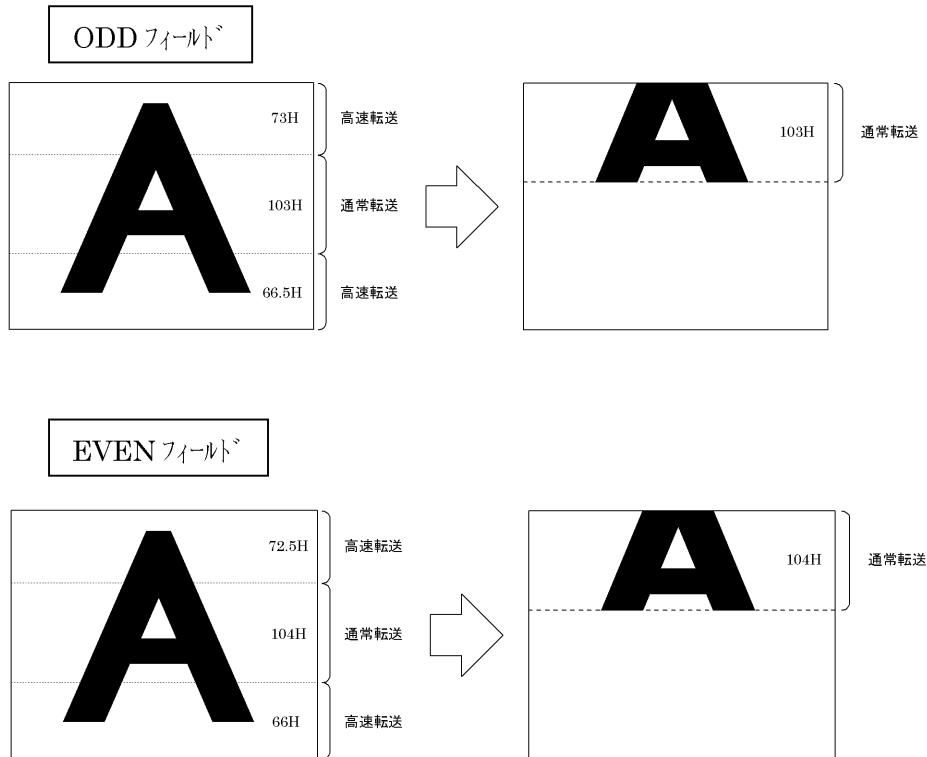 ODD フィールド
A
73H 高速転送
103H 通常転送
66.5H 高速転送
A
103H 通常転送
EVEN フィールド
A
72.5H 高速転送
104H 通常転送
66H 高速転送
A
104H 通常転送